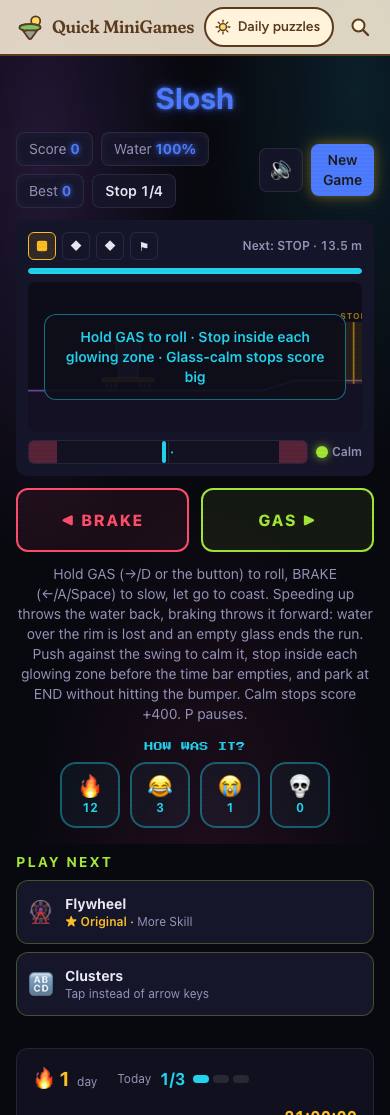 Quick MiniGames
Daily puzzles
Slosh
Score 0
Water 100%
Best 0
Stop 1/4
New
Game
Next: STOP · 13.5 m
Hold GAS to roll · Stop inside each
glowing zone · Glass-calm stops score
big
Calm
◄ BRAKE
GAS ►
Hold GAS (→/D or the button) to roll, BRAKE
(←/A/Space) to slow, let go to coast. Speeding up
throws the water back, braking throws it forward: water
over the rim is lost and an empty glass ends the run.
Push against the swing to calm it, stop inside each
glowing zone before the time bar empties, and park at
END without hitting the bumper. Calm stops score
+400. P pauses.
HOW WAS IT?
12
3
1
0
PLAY NEXT
Flywheel
★ Original · More Skill
Clusters
Tap instead of arrow keys
1 day
Today 1/3